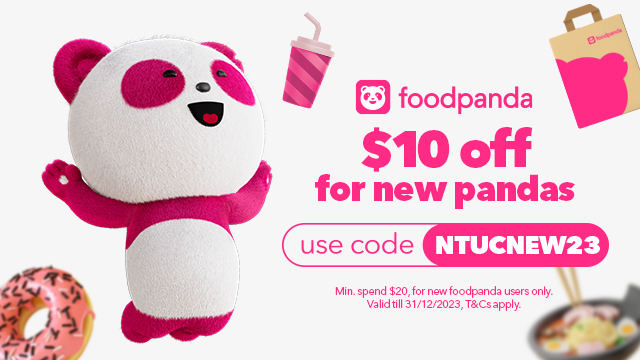 foodpanda
foodpanda
$10 off
for new pandas
use code NTUCNEW23
Min. spend $20, for new foodpanda users only.
Valid till 31/12/2023, T&Cs apply.